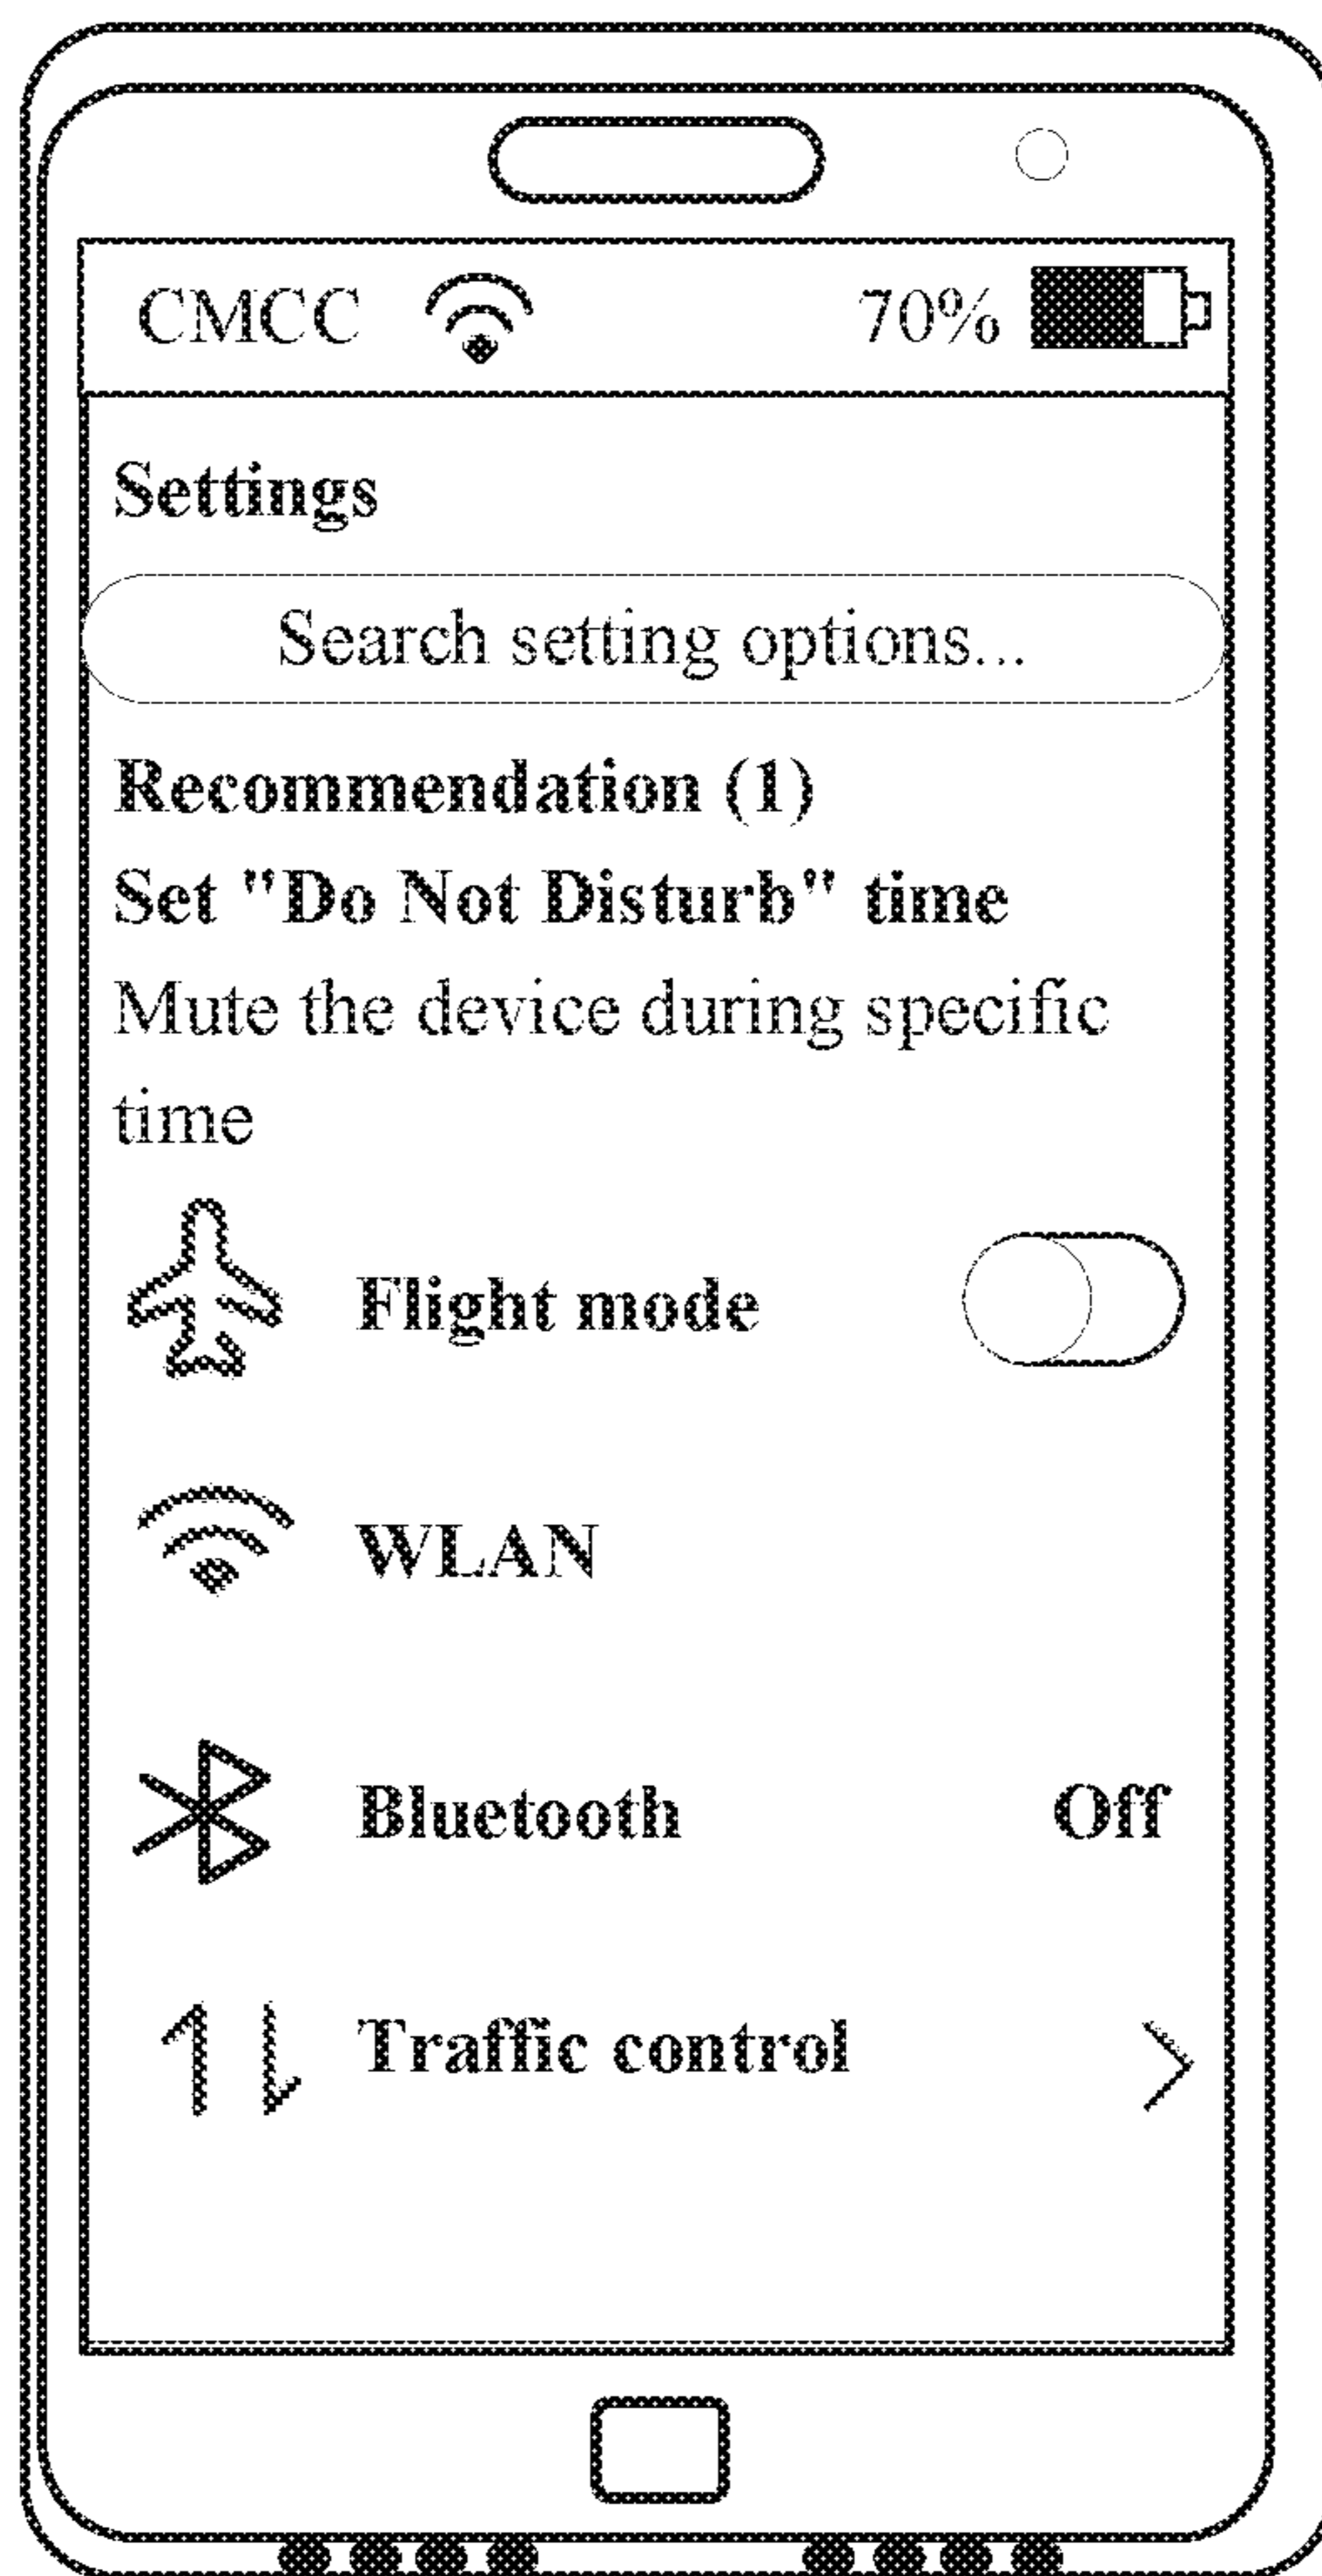 CMCC 70%
Settings
Search setting options...
Recommendation (1)
Set "Do Not Disturb" time
Mute the device during specific
time
Flight mode
WLAN
Bluetooth Off
Traffic control